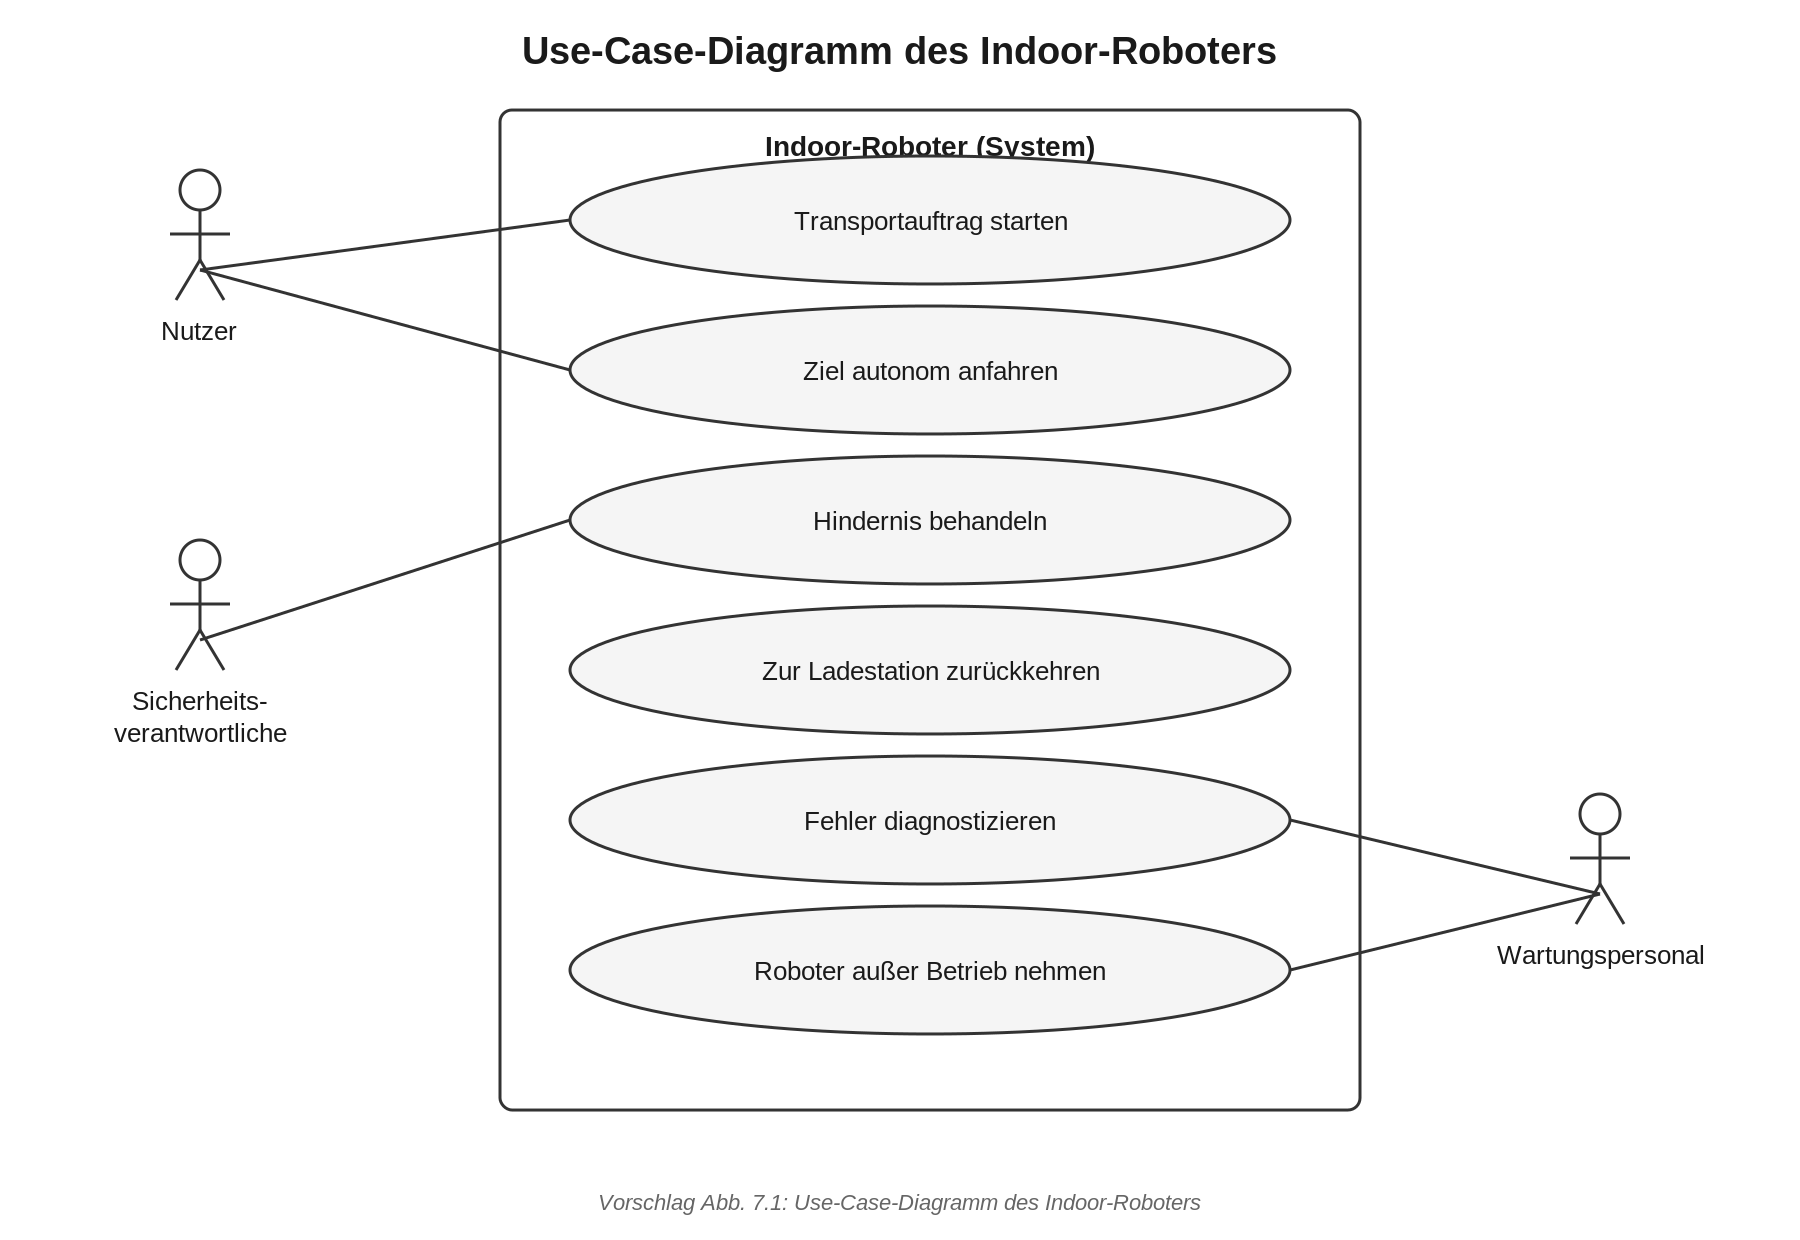 Use-Case-Diagramm des Indoor-Roboters
Indoor-Roboter (System)
Transportauftrag starten
Nutzer
Ziel autonom anfahren
Hindernis behandeln
Zur Ladestation zurückkehren
Sicherheits-
verantwortliche
Fehler diagnostizieren
Wartungspersonal
Roboter außer Betrieb nehmen
Vorschlag Abb. 7.1: Use-Case-Diagramm des Indoor-Roboters